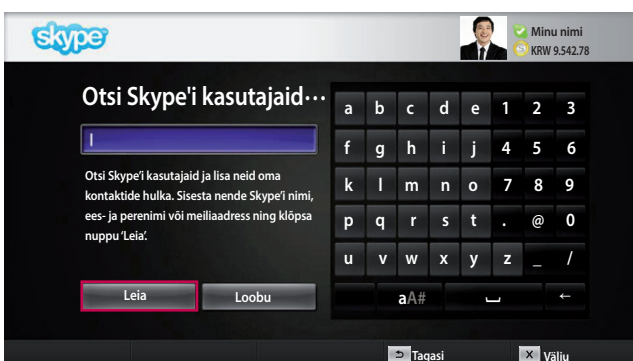 skype
Minu nimi
KRW 9.542.78
Otsi Skype'i kasutajaid···
Otsi Skype'i kasutajaid ja lisa neid oma
kontaktide hulka. Sisesta nende Skype'i nimi,
ees- ja perenimi või meiliaadress ning klõpsa
nuppu 'Leia'.
Leia Loobu
a b c d e 1 2 3
f g h i j 4 5 6
k l m n o 7 8 9
p q r s t . @ 0
u v w x y z _ /
aA# ⎵ ←
Tagasi
X Välju